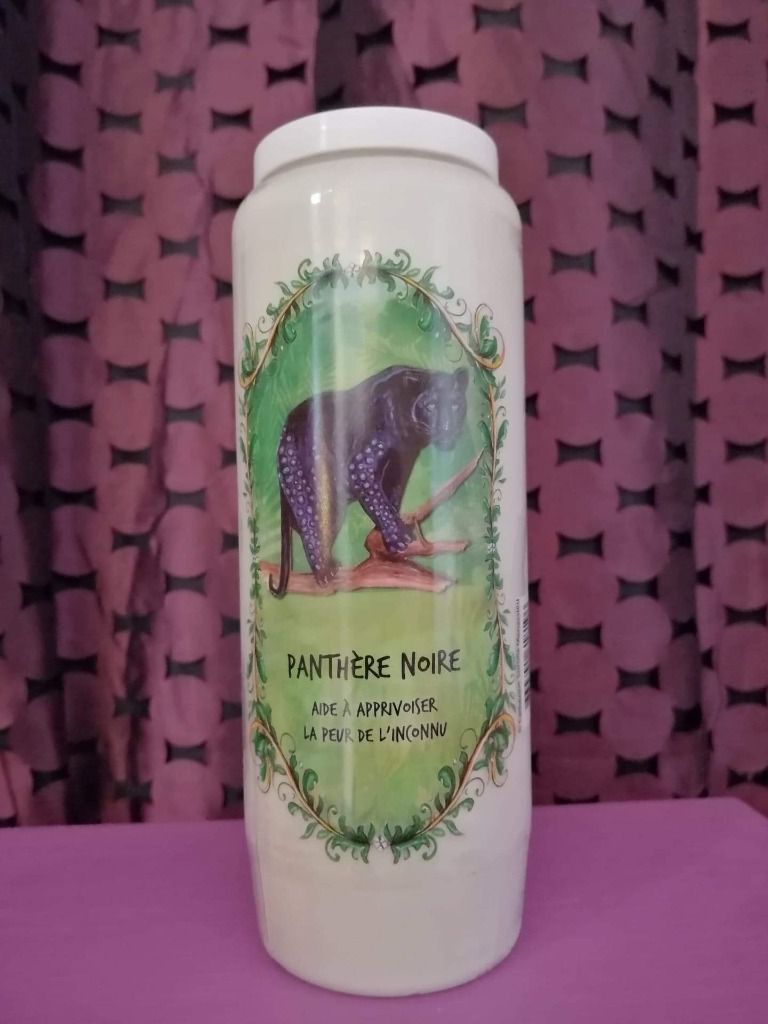 PANTHÈRE NOIRE
AIDE À APPRIVOISER
LA PEUR DE L'INCONNU